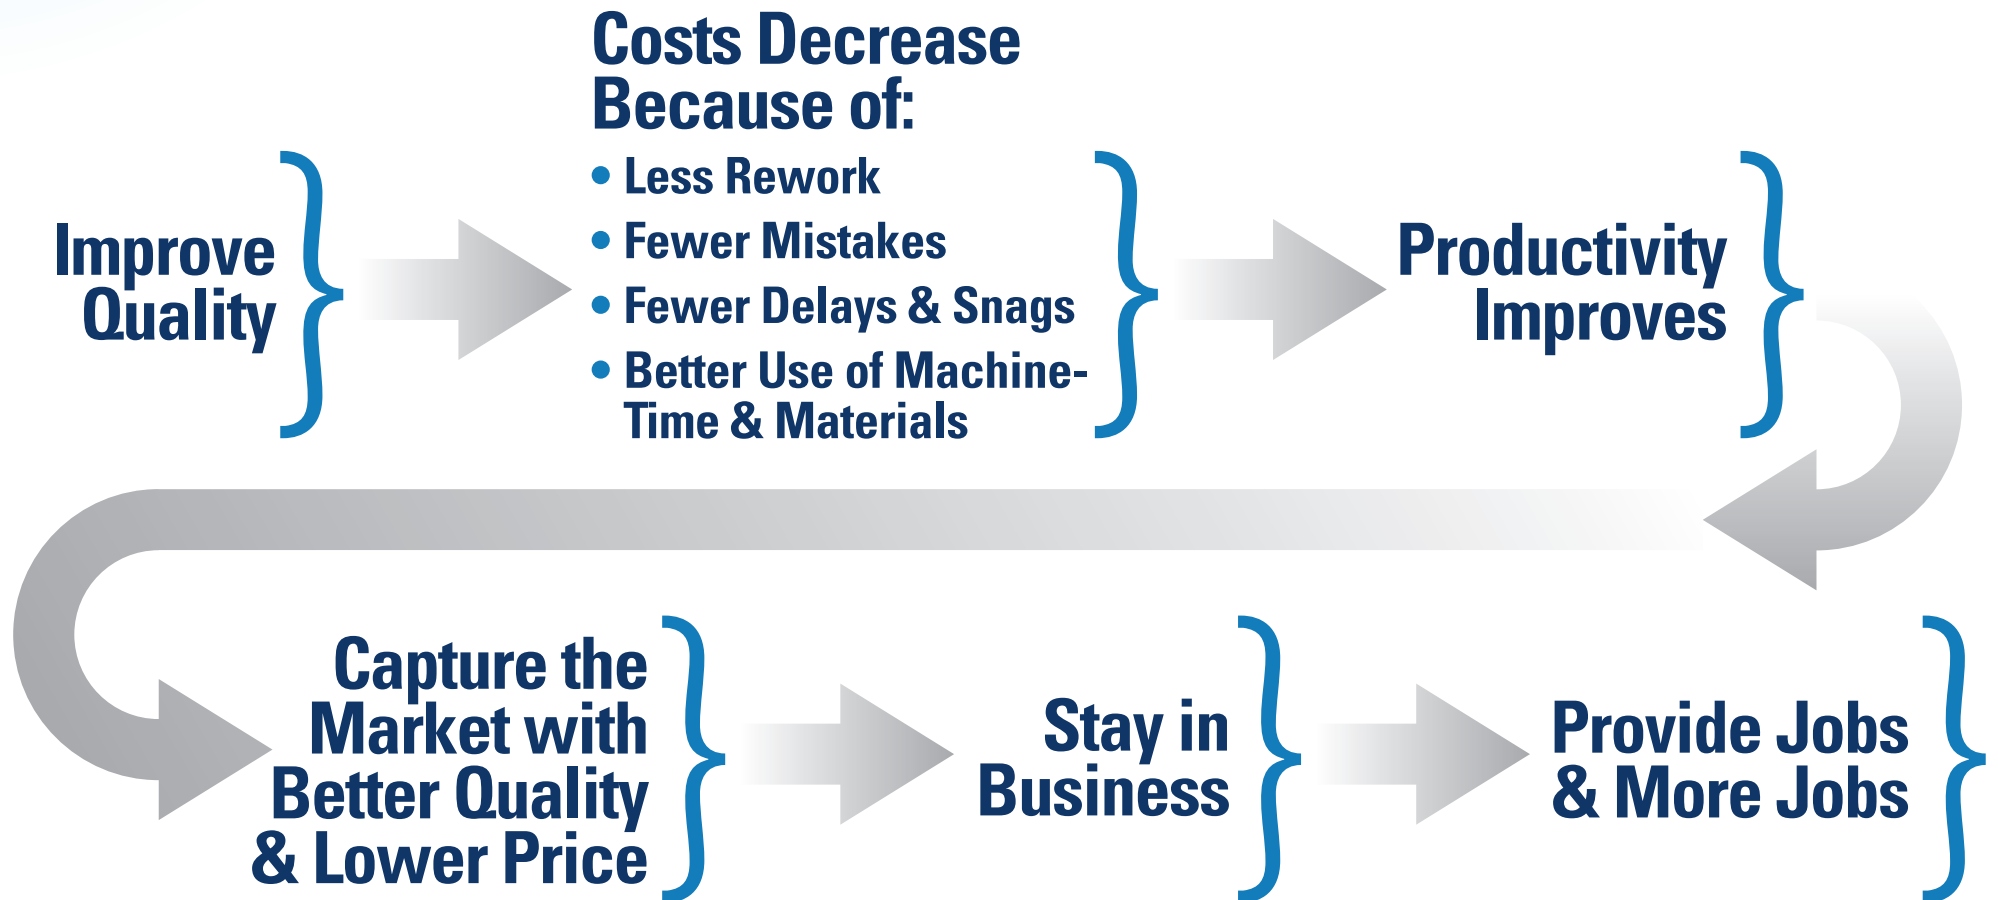 Improve
Quality
Costs Decrease
Because of:
• Less Rework
• Fewer Mistakes
• Fewer Delays & Snags
• Better Use of Machine-
Time & Materials
Productivity
Improves
Capture the
Market with
Better Quality
& Lower Price
Stay in
Business
Provide Jobs
& More Jobs